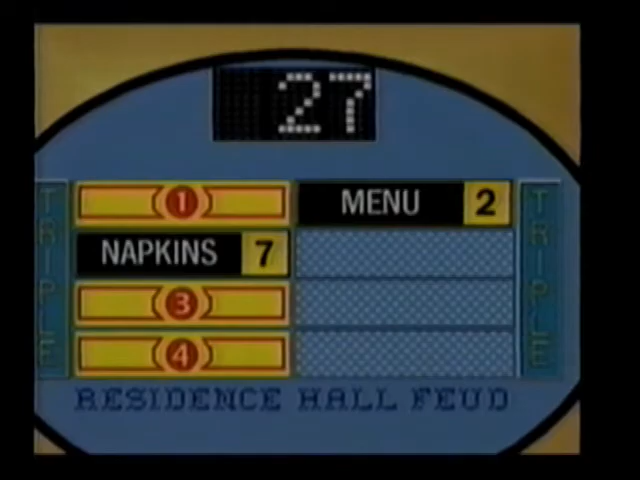 27
TRIPLE
1
MENU 2
TRIPLE
NAPKINS 7
3
4
RESIDENCE HALL FEUD